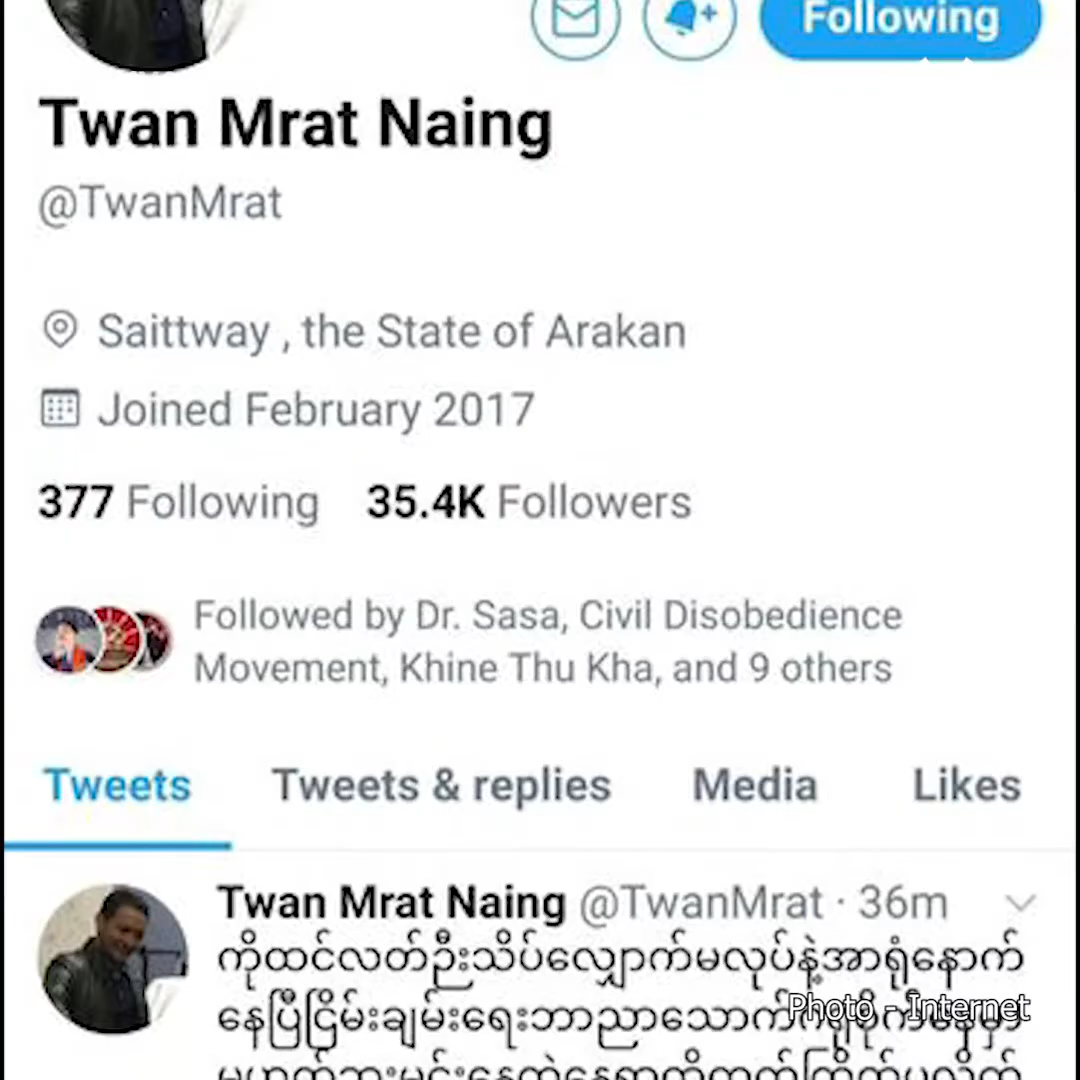 Following
Twan Mrat Naing
@TwanMrat
Saittway , the State of Arakan
Joined February 2017
377 Following 35.4K Followers
Followed by Dr. Sasa, Civil Disobedience
Movement, Khine Thu Kha, and 9 others
Tweets Tweets & replies Media Likes
Twan Mrat Naing @TwanMrat · 36m
ကိုထင်လတ်ဦးသိပ်လျှောက်မလုပ်နဲ့အာရုံနောက်
နေပြီငြိမ်းချမ်းရေးဘာညာသောက်
Photo - Internet